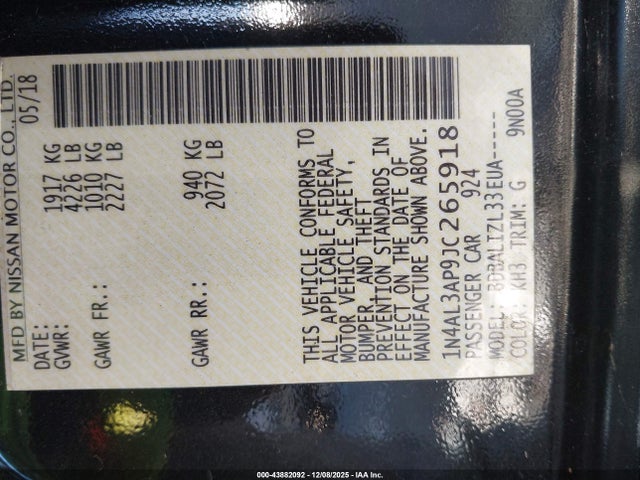 MFD BY NISSAN MOTOR CO., LTD.
DATE: 05/18
GVWR: 1917 KG
4226 LB
GAWR FR.: 1010 KG
2227 LB
GAWR RR.: 940 KG
2072 LB
THIS VEHICLE CONFORMS TO
ALL APPLICABLE FEDERAL
MOTOR VEHICLE SAFETY,
BUMPER, AND THEFT
PREVENTION STANDARDS IN
EFFECT ON THE DATE OF
MANUFACTURE SHOWN ABOVE.
1N4AL3AP9JC265918
PASSENGER CAR 924
MODEL:
COLOR: KH3 TRIM: G 9N00A
000-43882092 - 12/08/2025 - IAA Inc.